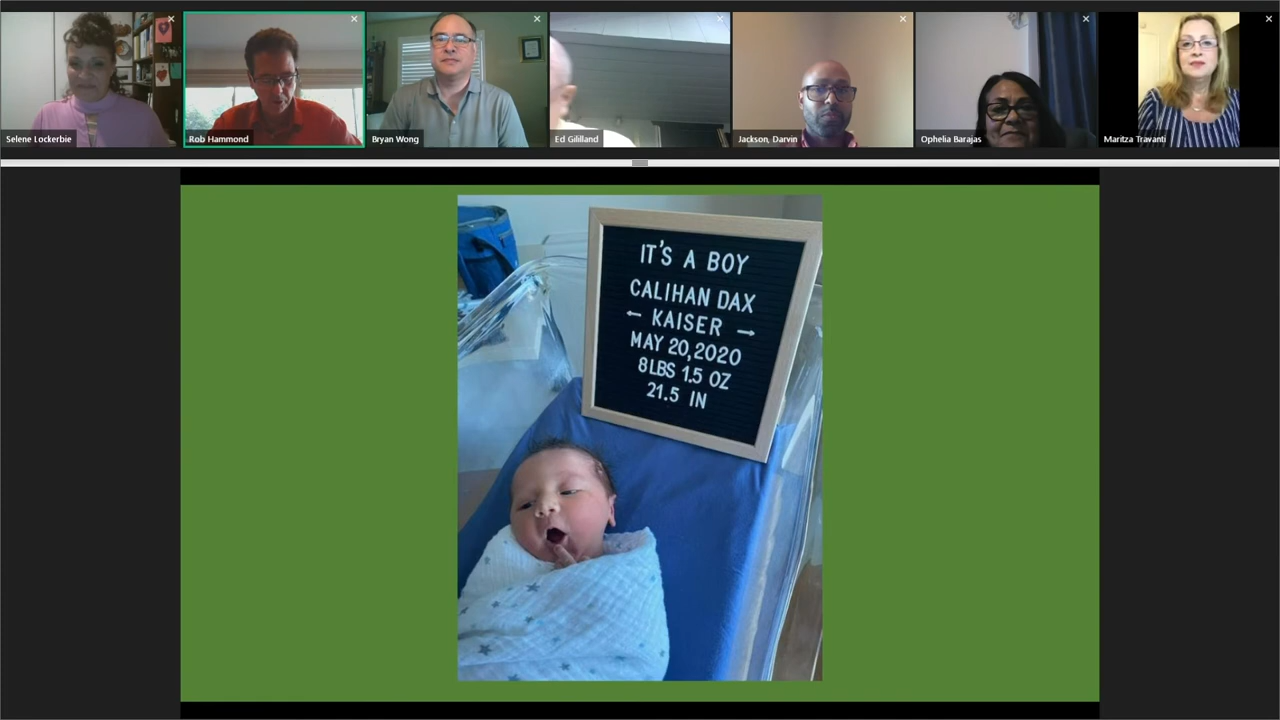 Selene Lockerbie
Rob Hammond
Bryan Wong
Ed Gililland
Jackson, Darvin
Ophelia Barajas
Maritza Travanti
IT'S A BOY
CALIHAN DAX
← KAISER →
MAY 20,2020
8LBS 1.5 OZ
21.5 IN